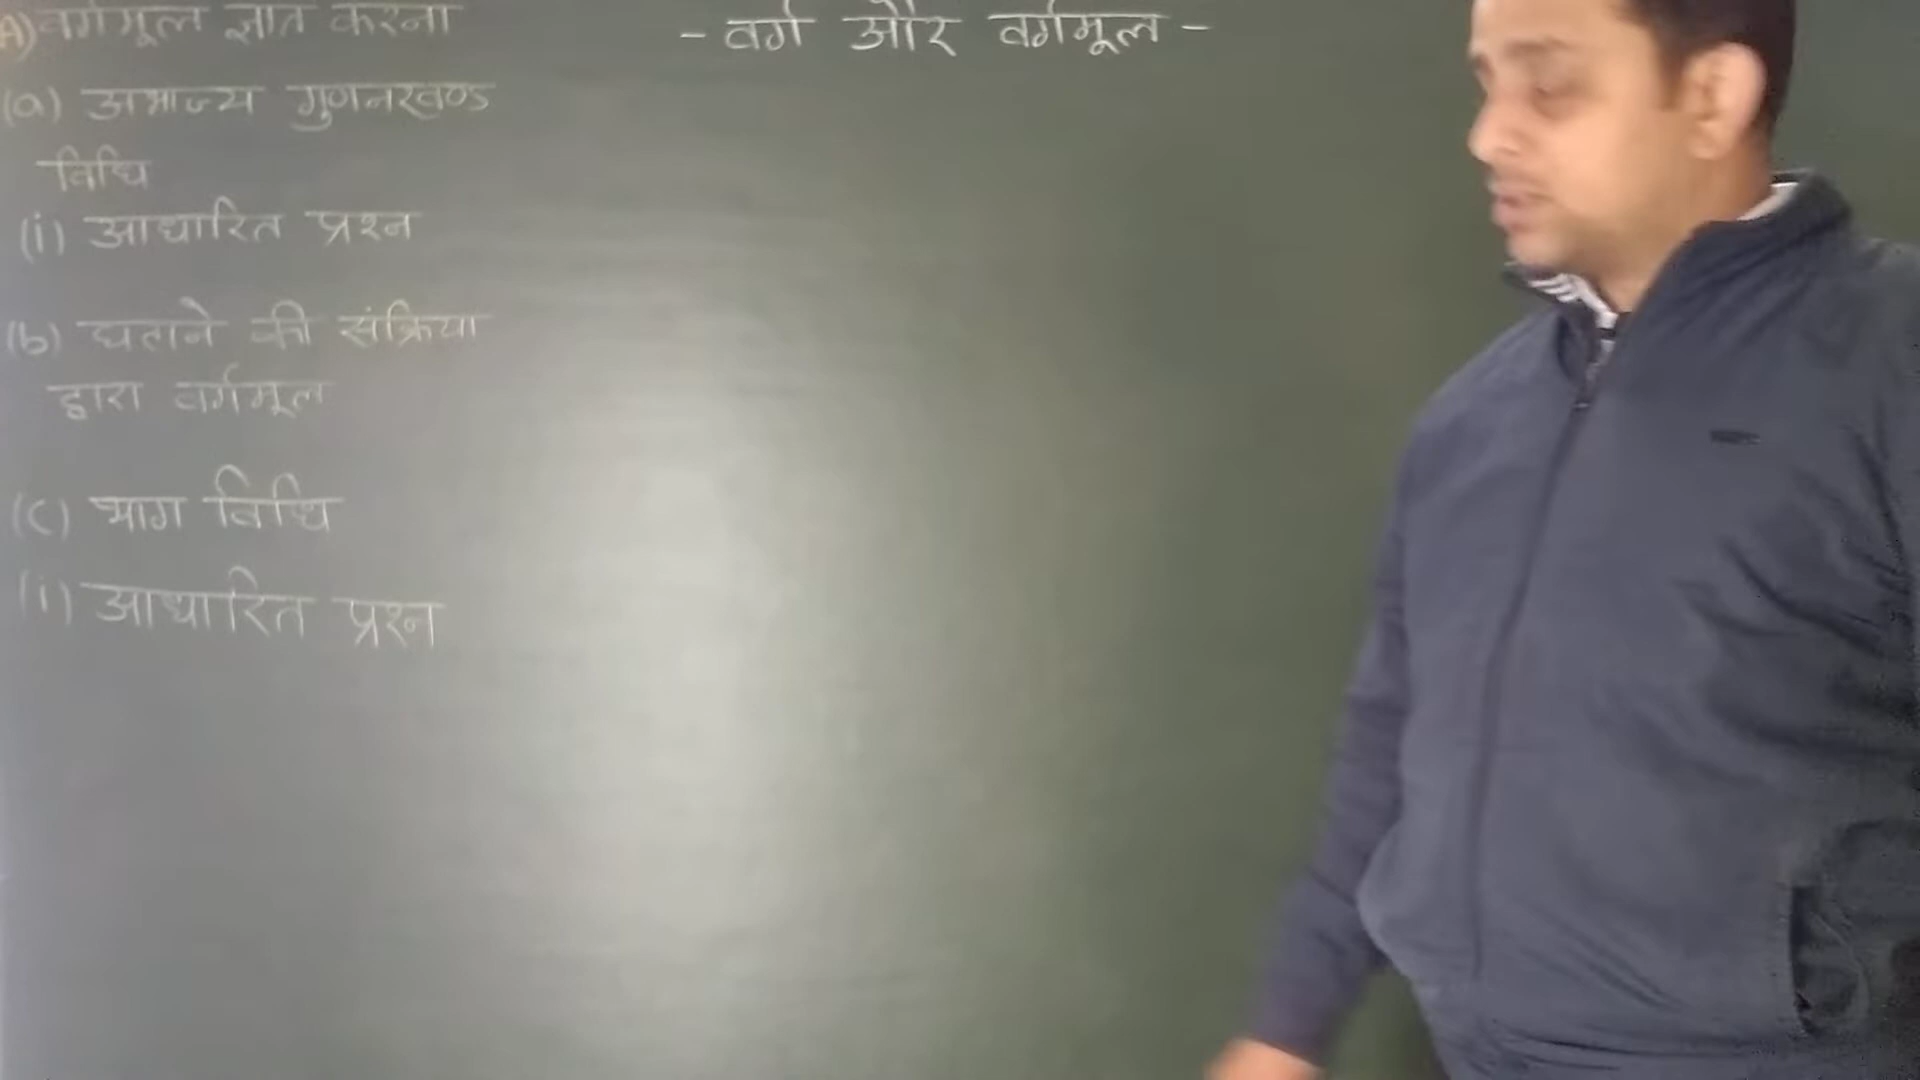 - वर्ग और वर्गमूल -
A) वर्गमूल ज्ञात करना
(a) अभाज्य गुणनखण्ड
विधि
(i) आधारित प्रश्न
(b) घटाने की संक्रिया
द्वारा वर्गमूल
(c) भाग विधि
(i) आधारित प्रश्न